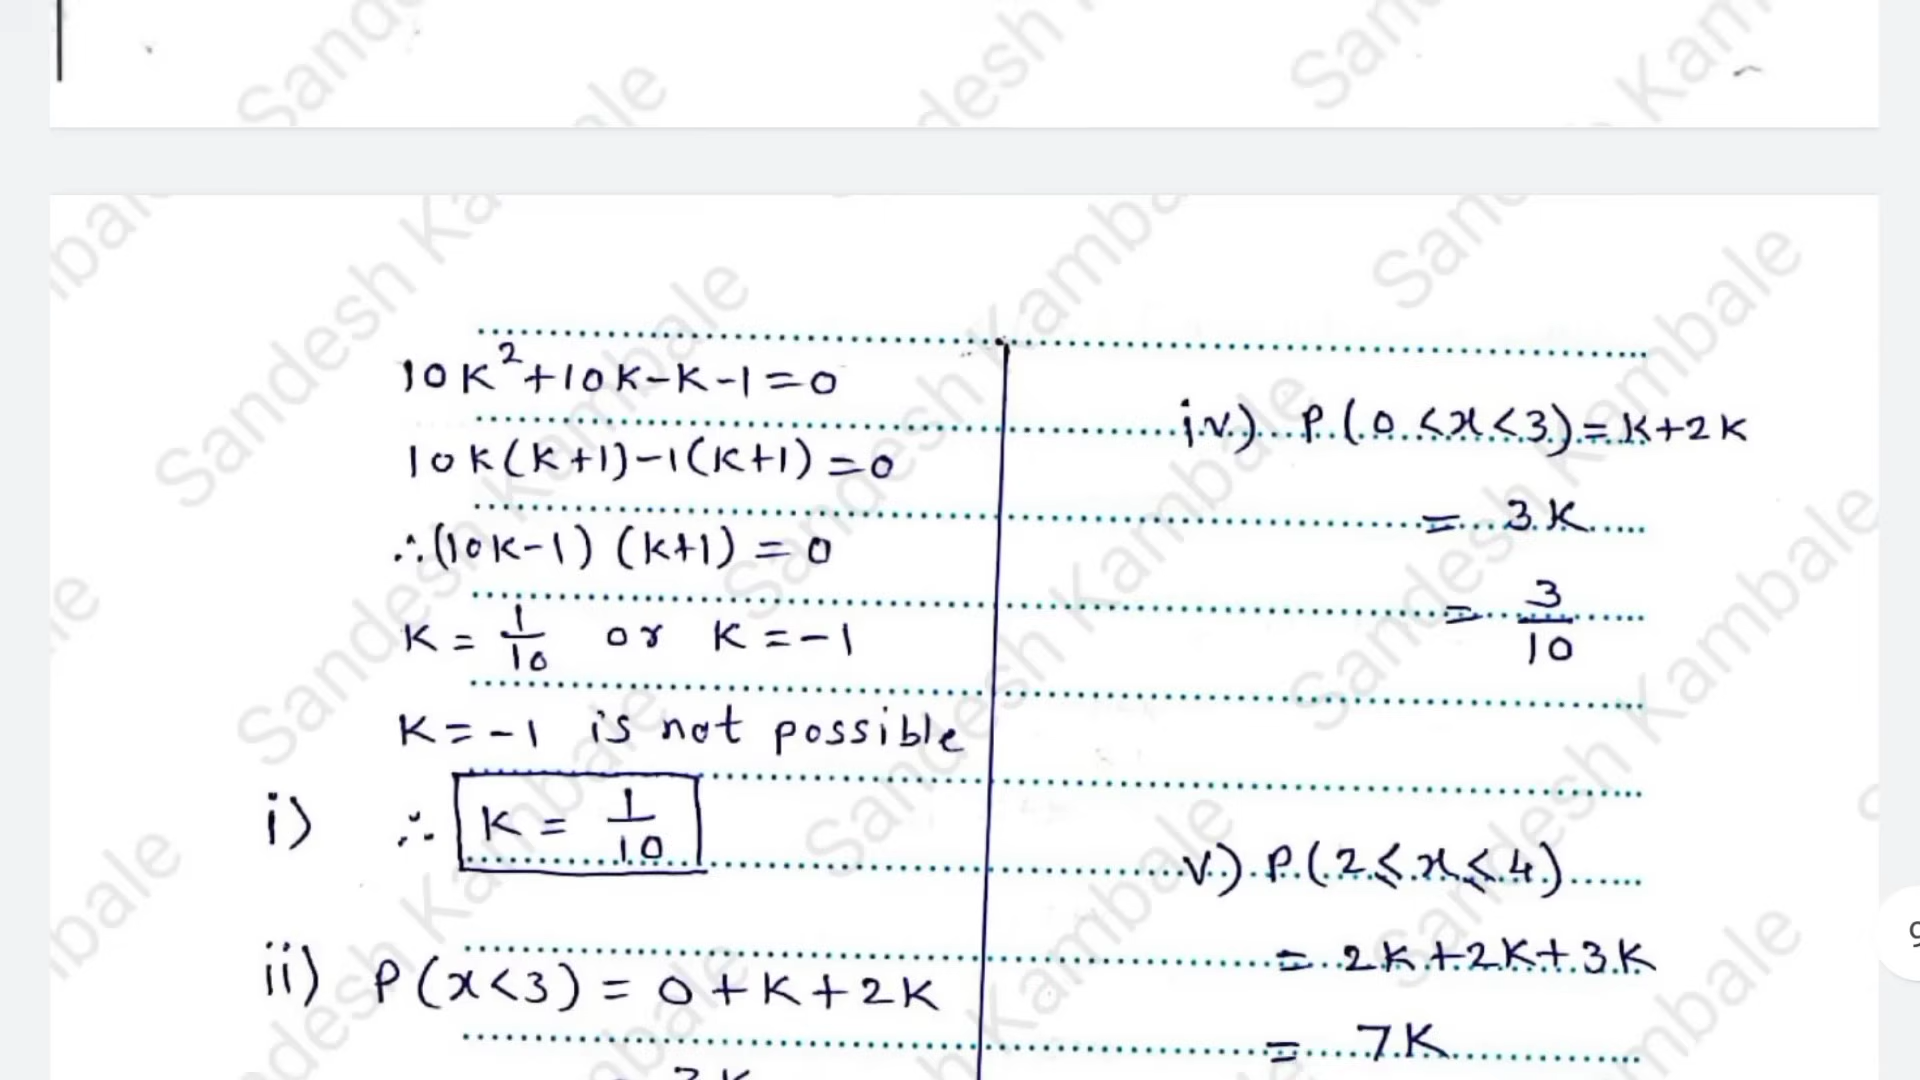 10K²+10K-K-1=0
10K(K+1)-1(K+1)=0
∴(10K-1) (K+1) = 0
K = 1/10 or K = -1
K = -1 is not possible
i) ∴ K = 1/10
ii) P(x<3) = 0+K+2K
iv) P(0<x<3)=K+2K
= 3K
= 3/10
v) P(2≤x≤4)
= 2K+2K+3K
= 7K
Sandesh Kambale